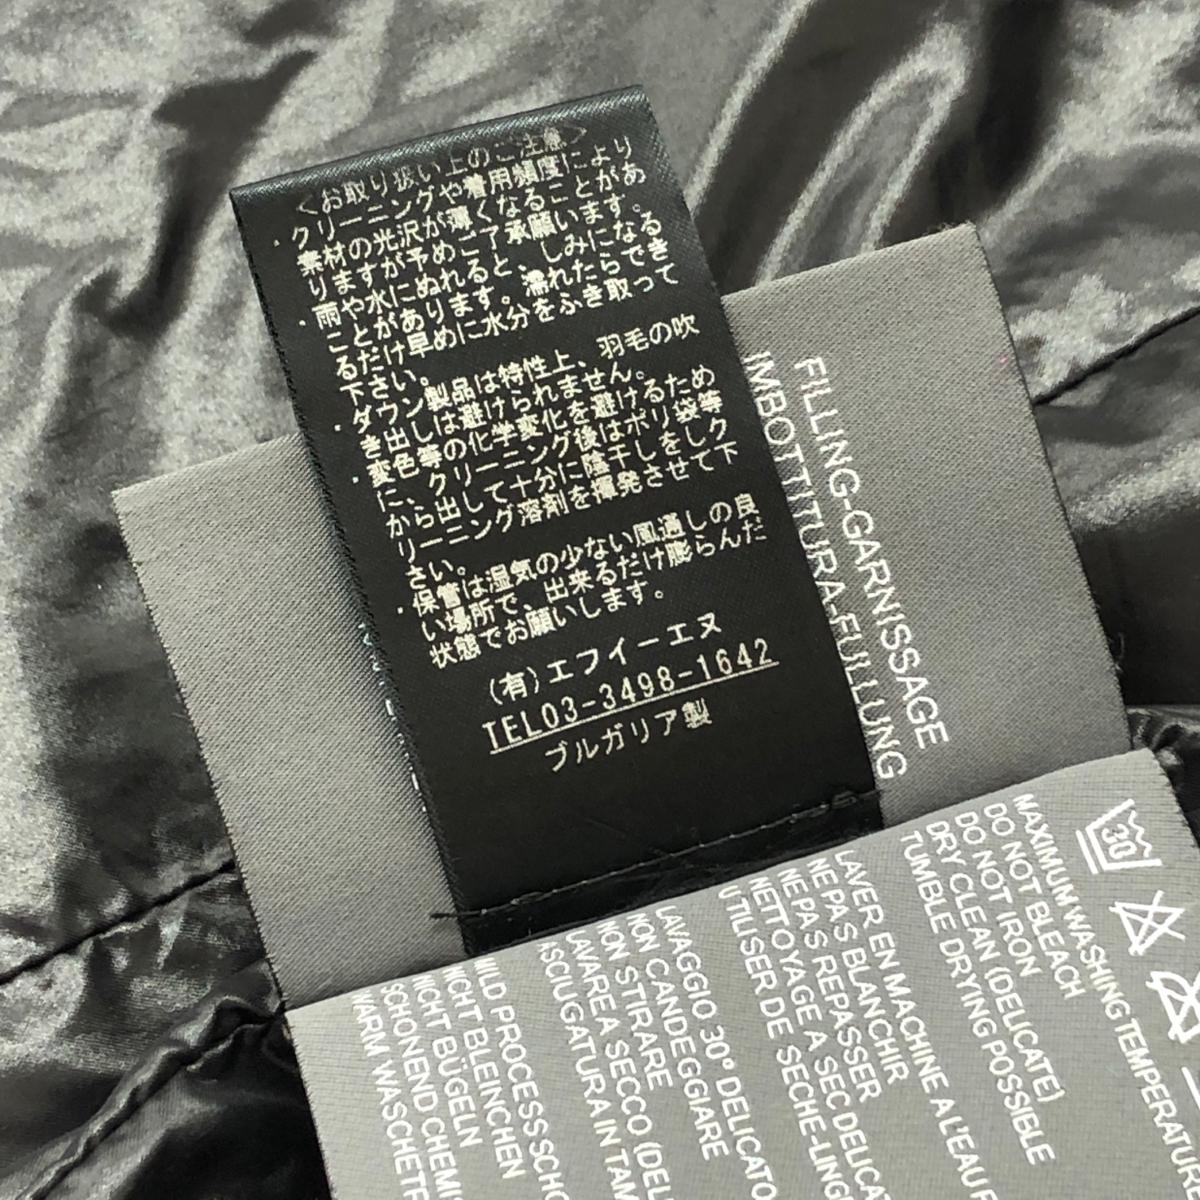 <お取り扱い上のご注意>
・クリーニングや着用頻度により
素材の光沢が薄くなることがあ
りますが予めご了承願います。
・雨や水にぬれると、しみになる
ことがあります。濡れたらでき
るだけ早めに水分をふき取って
下さい。
・ダウン製品は特性上、羽毛の吹
き出しは避けられません。
・変色等の化学変化を避けるため
に、クリーニング後はポリ袋等
から出して十分に陰干しをしク
リーニング溶剤を揮発させて下
さい。
・保管は湿気の少ない風通しの良
い場所で、出来るだけ膨らんだ
状態でお願いします。
(有)エフイーエヌ
TEL03-3498-1642
ブルガリア製
FILLING-GARNISSAGE
IMBOTTITURA-FULLUNG
30
MAXIMUM WASHING TEMPERATURE
DO NOT BLEACH
DO NOT IRON
DRY CLEAN (DELICATE)
TUMBLE DRYING POSSIBLE
LAVER EN MACHINE A L'EAU
NE PAS BLANCHIR
NE PAS REPASSER
NETTOYAGE A SEC
UTILISER DE SECHE-LING
LAVAGGIO 30° DELICATO
NON CANDEGGIARE
NON STIRARE
LAVARE A SECCO (DEL
ASCIUGATURA IN TAM
MILD PROCESS SCHO
NICHT BLEINCHEN
NICHT BÜGELN
SCHONEND CHEMI
WARM WASCHET